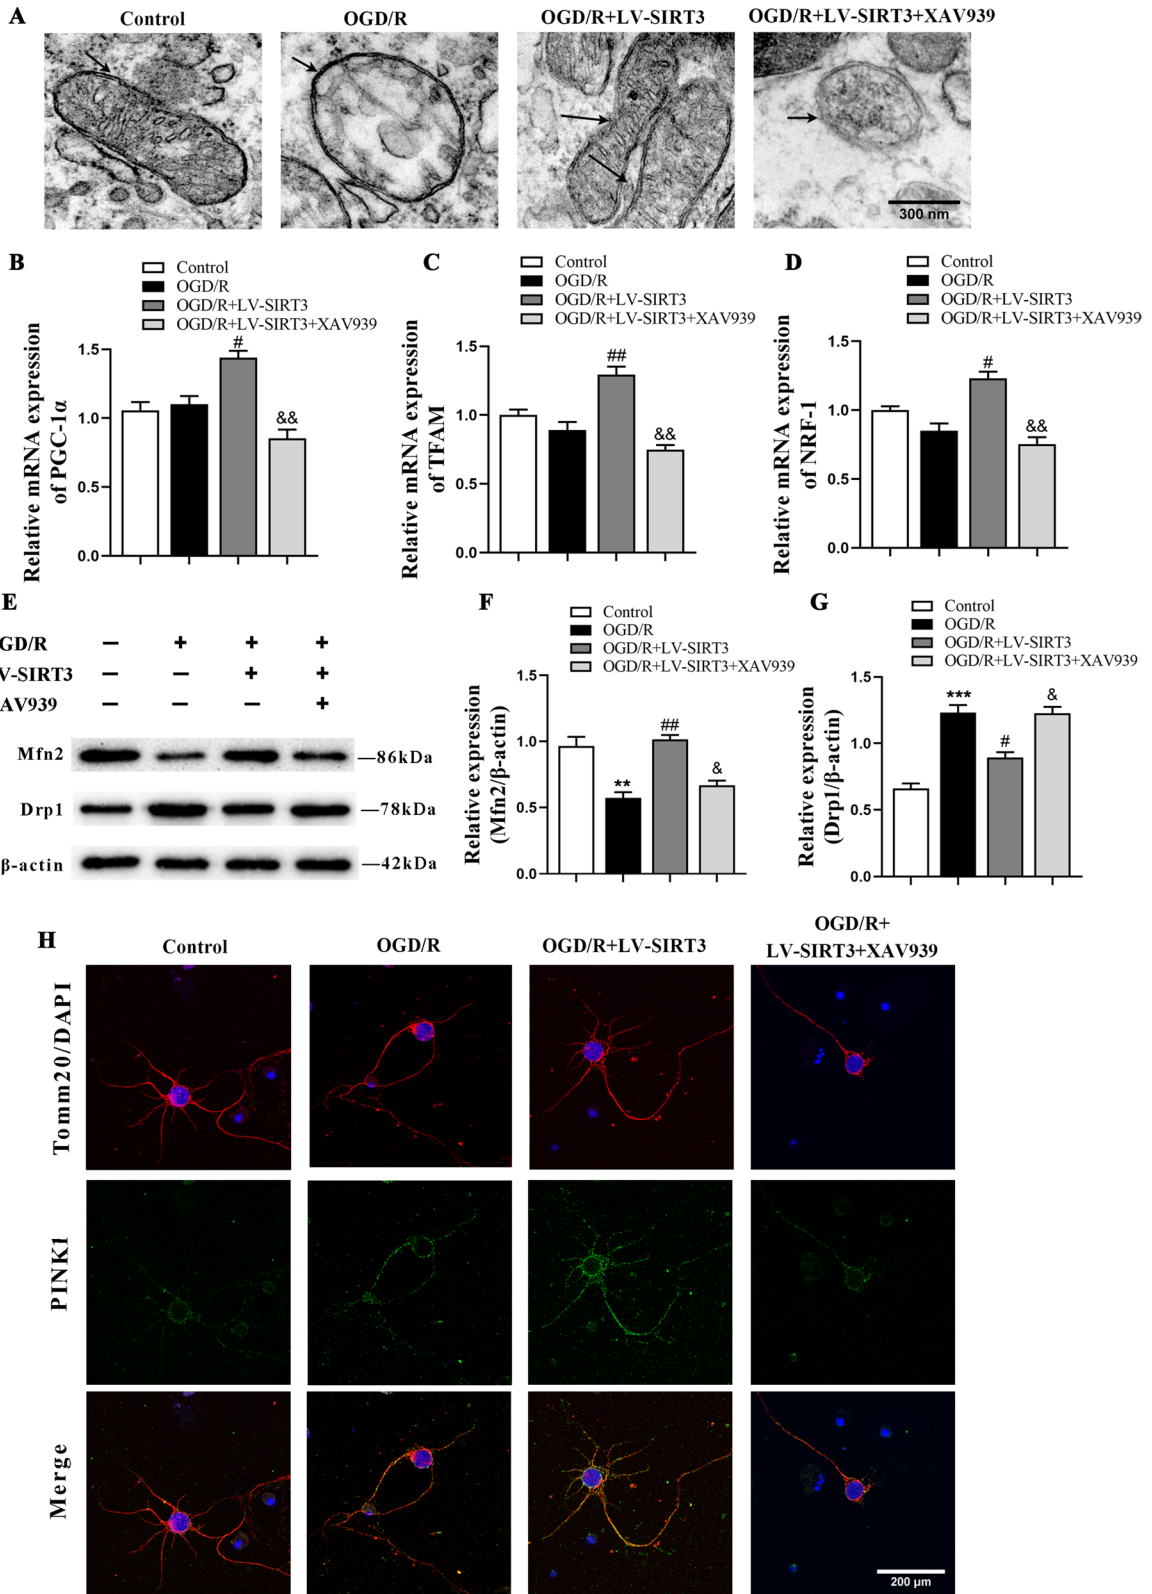 A
Control
OGD/R
OGD/R+LV-SIRT3
OGD/R+LV-SIRT3+XAV939
300 nm
B
Control
OGD/R
OGD/R+LV-SIRT3
OGD/R+LV-SIRT3+XAV939
Relative mRNA expression
of PGC-1α
1.5
1.0
0.5
0.0
#
&&
C
Control
OGD/R
OGD/R+LV-SIRT3
OGD/R+LV-SIRT3+XAV939
Relative mRNA expression
of TFAM
1.5
1.0
0.5
0.0
##
&&
D
Control
OGD/R
OGD/R+LV-SIRT3
OGD/R+LV-SIRT3+XAV939
Relative mRNA expression
of NRF-1
1.5
1.0
0.5
0.0
#
&&
E
GD/R − + + +
V-SIRT3 − − + +
AV939 − − − +
Mfn2 —86kDa
Drp1 —78kDa
β-actin —42kDa
F
Control
OGD/R
OGD/R+LV-SIRT3
OGD/R+LV-SIRT3+XAV939
Relative expression
(Mfn2/β-actin)
1.5
1.0
0.5
0.0
**
##
&
G
Control
OGD/R
OGD/R+LV-SIRT3
OGD/R+LV-SIRT3+XAV939
Relative expression
(Drp1/β-actin)
1.5
1.0
0.5
0.0
***
#
&
H
Control
OGD/R
OGD/R+LV-SIRT3
OGD/R+
LV-SIRT3+XAV939
Tomm20/DAPI
PINK1
Merge
200 μm